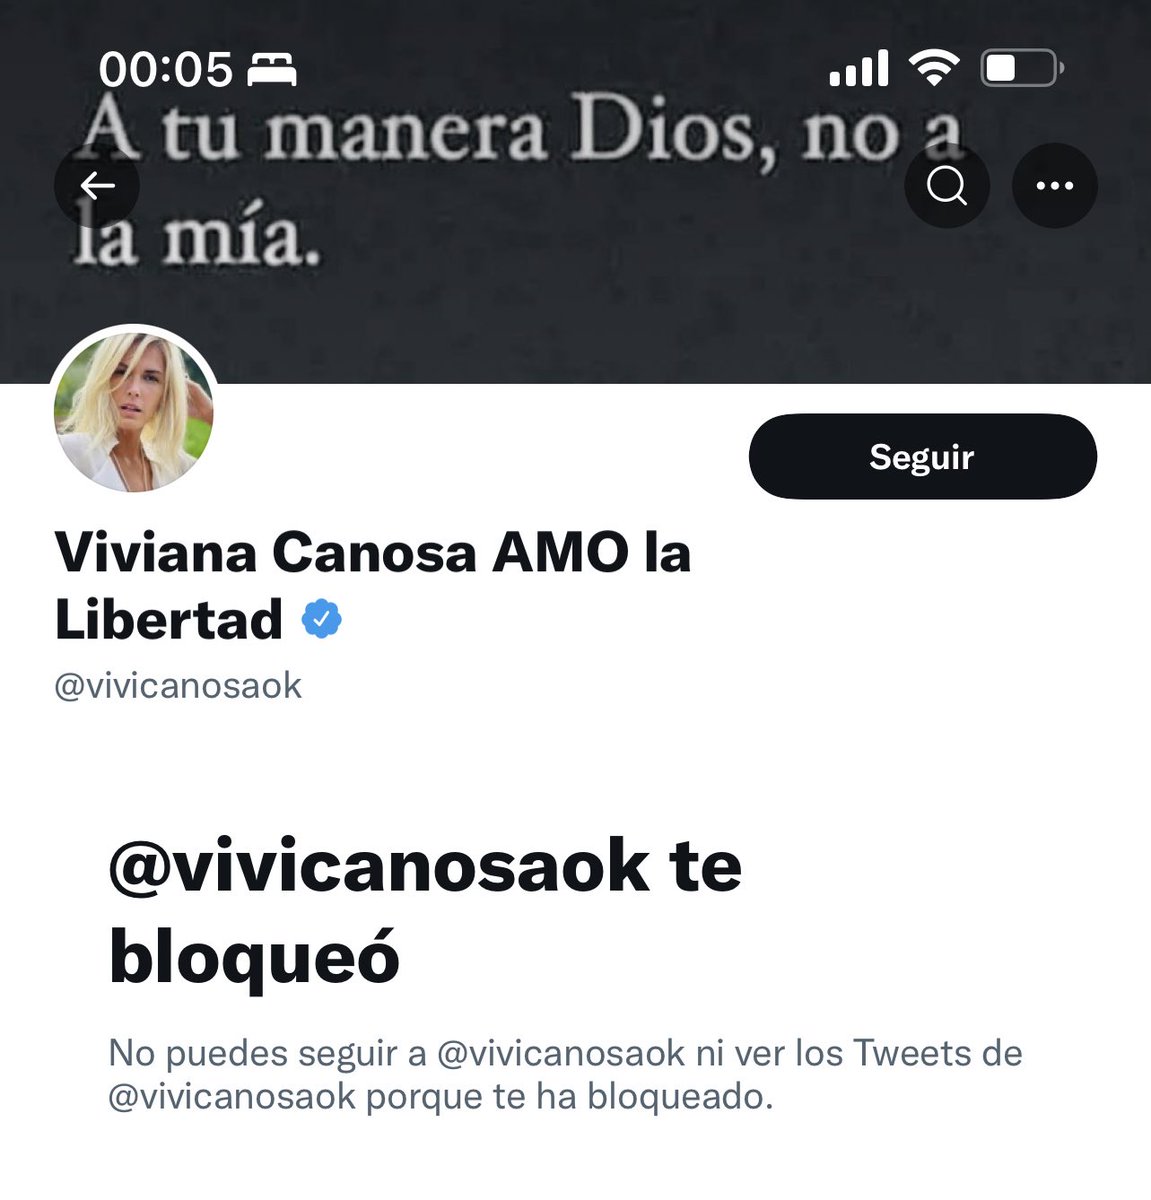 00:05
A tu manera Dios, no a
la mía.
Seguir
Viviana Canosa AMO la
Libertad
@vivicanosaok
@vivicanosaok te
bloqueó
No puedes seguir a @vivicanosaok ni ver los Tweets de
@vivicanosaok porque te ha bloqueado.